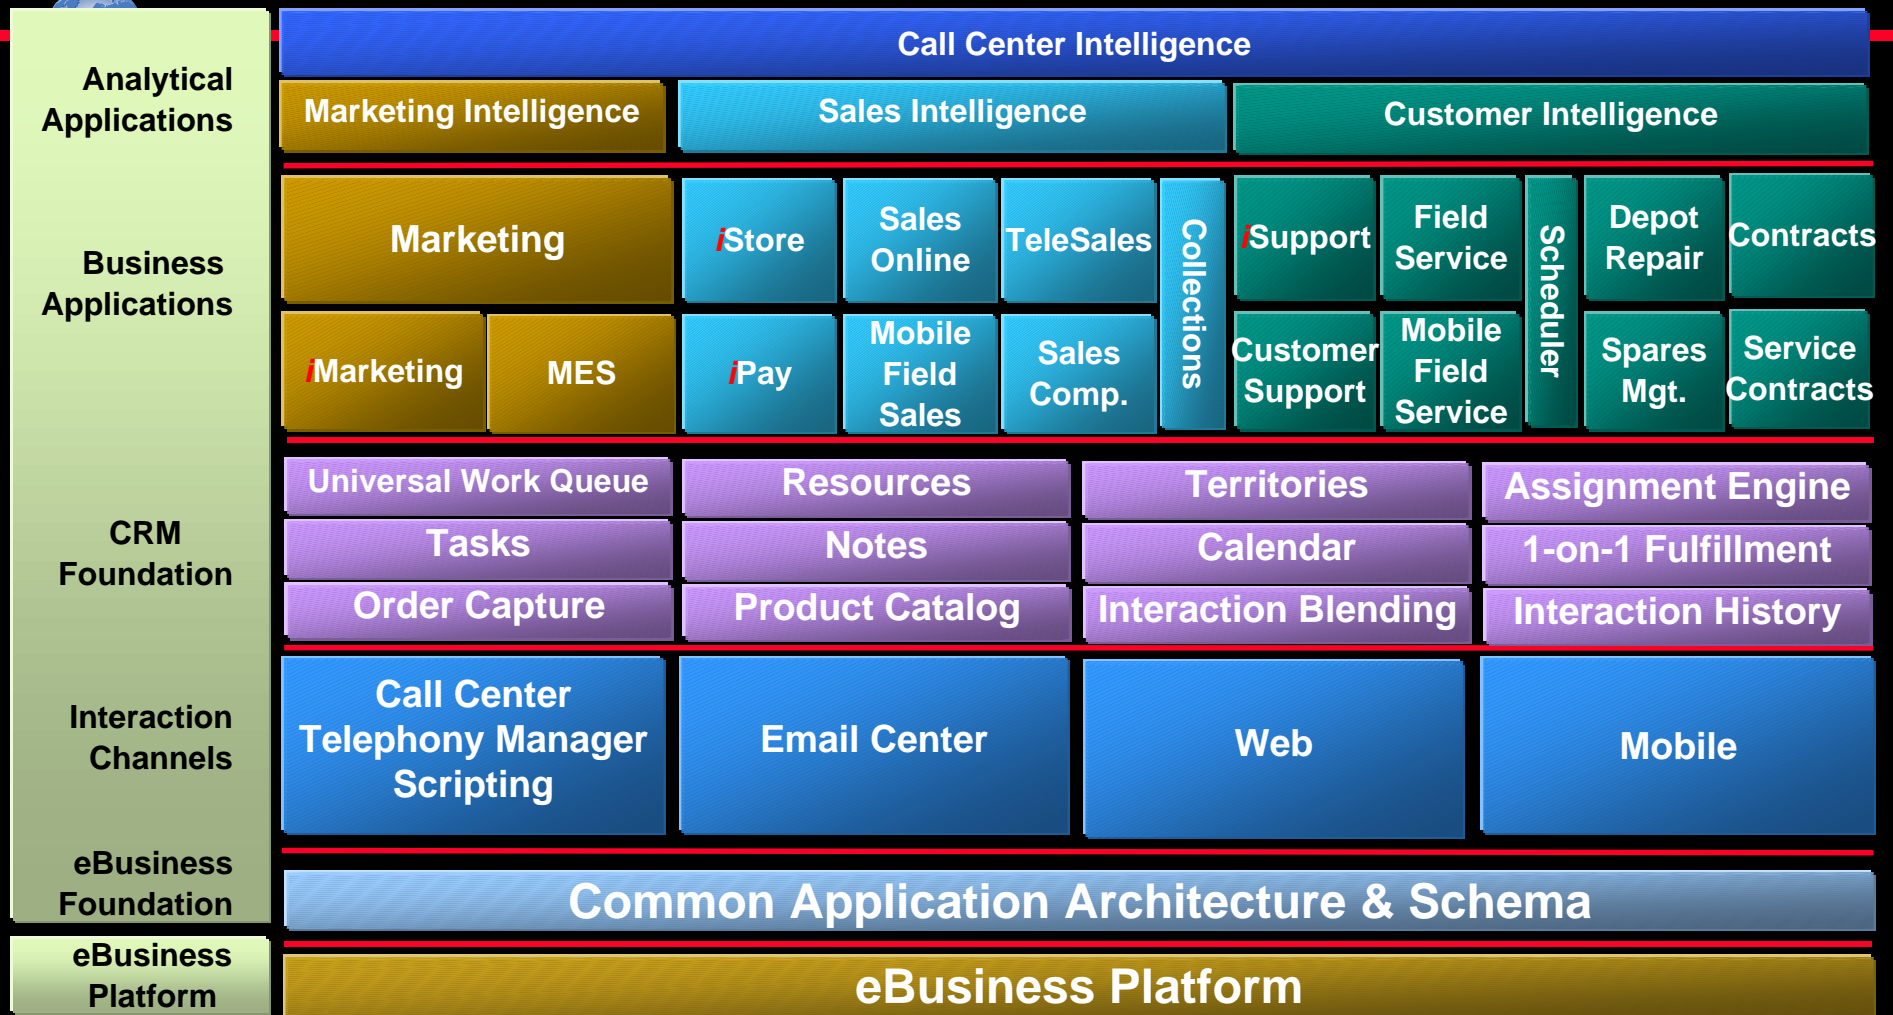 Analytical
Applications
Call Center Intelligence
Marketing Intelligence
Sales Intelligence
Customer Intelligence
Business
Applications
Marketing
iMarketing
MES
iStore
Sales
Online
TeleSales
iPay
Mobile
Field
Sales
Sales
Comp.
Collections
iSupport
Field
Service
Customer
Support
Mobile
Field
Service
Scheduler
Depot
Repair
Contracts
Spares
Mgt.
Service
Contracts
CRM
Foundation
Universal Work Queue
Resources
Territories
Assignment Engine
Tasks
Notes
Calendar
1-on-1 Fulfillment
Order Capture
Product Catalog
Interaction Blending
Interaction History
Interaction
Channels
Call Center
Telephony Manager
Scripting
Email Center
Web
Mobile
eBusiness
Foundation
Common Application Architecture & Schema
eBusiness
Platform
eBusiness Platform